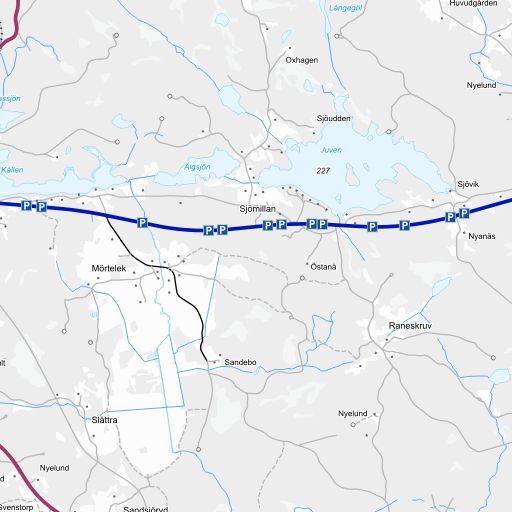 Långegöl
Huvudgården
Oxhagen
Nyelund
Sjöudden
Juven
227
Algsjön
Kållen
Sjövik
P P P P P P P P P P P P P
Sjömillan
Nyanäs
Mörtelek
Östanå
Raneskruv
Sandebo
Nyelund
Slättra
Nyelund
Svenstorp
Sandsjöryd